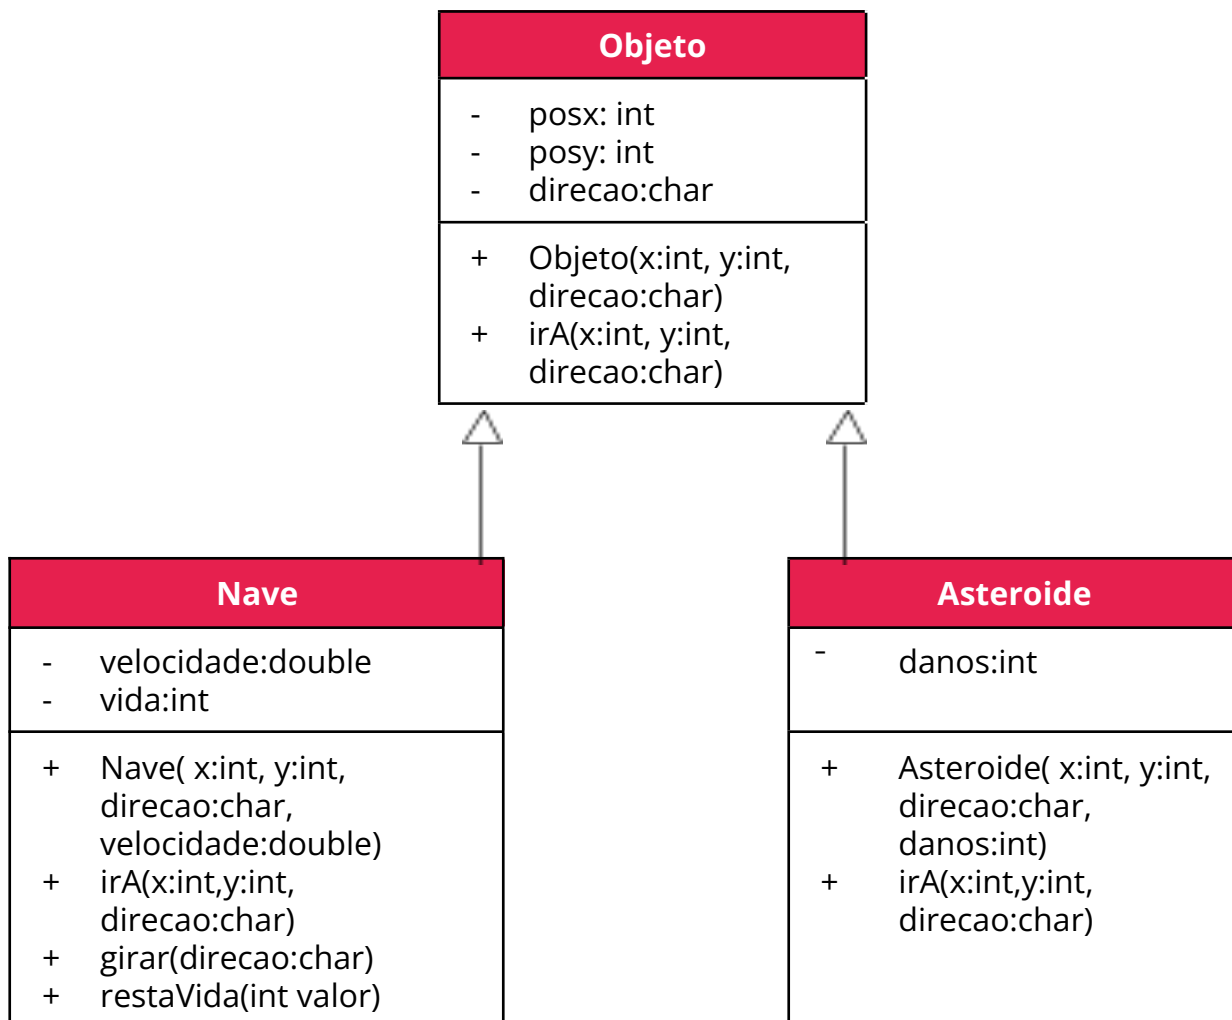 Objeto
- posx: int
- posy: int
- direcao:char
+ Objeto(x:int, y:int,
direcao:char)
+ irA(x:int, y:int,
direcao:char)
Nave
- velocidade:double
- vida:int
+ Nave( x:int, y:int,
direcao:char,
velocidade:double)
+ irA(x:int,y:int,
direcao:char)
+ girar(direcao:char)
+ restaVida(int valor)
Asteroide
- danos:int
+ Asteroide( x:int, y:int,
direcao:char,
danos:int)
+ irA(x:int,y:int,
direcao:char)